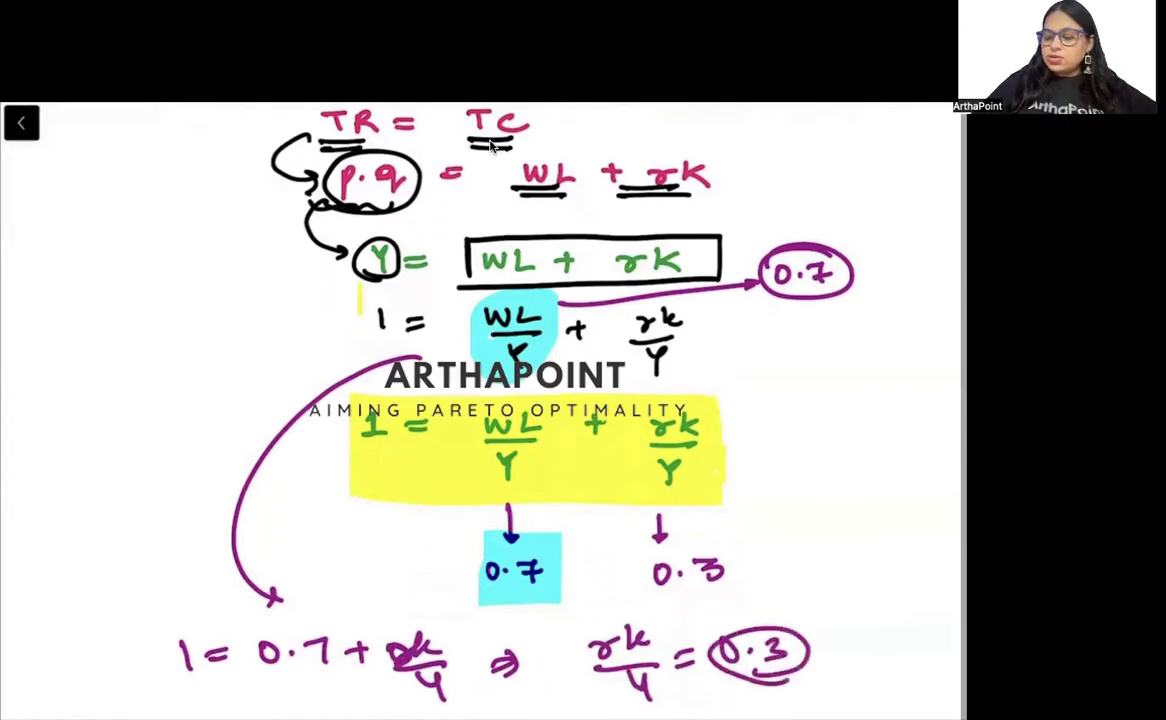 TR = TC
p.q = WL + rK
Y = WL + rK
0.7
1 = WL/Y + rk/Y
ARTHAPOINT
AIMING PARETO OPTIMALITY
1 = WL/Y + rk/Y
0.7 0.3
1 = 0.7 + rk/Y ⇒ rk/Y = 0.3
ArthaPoint
ArthaPoint